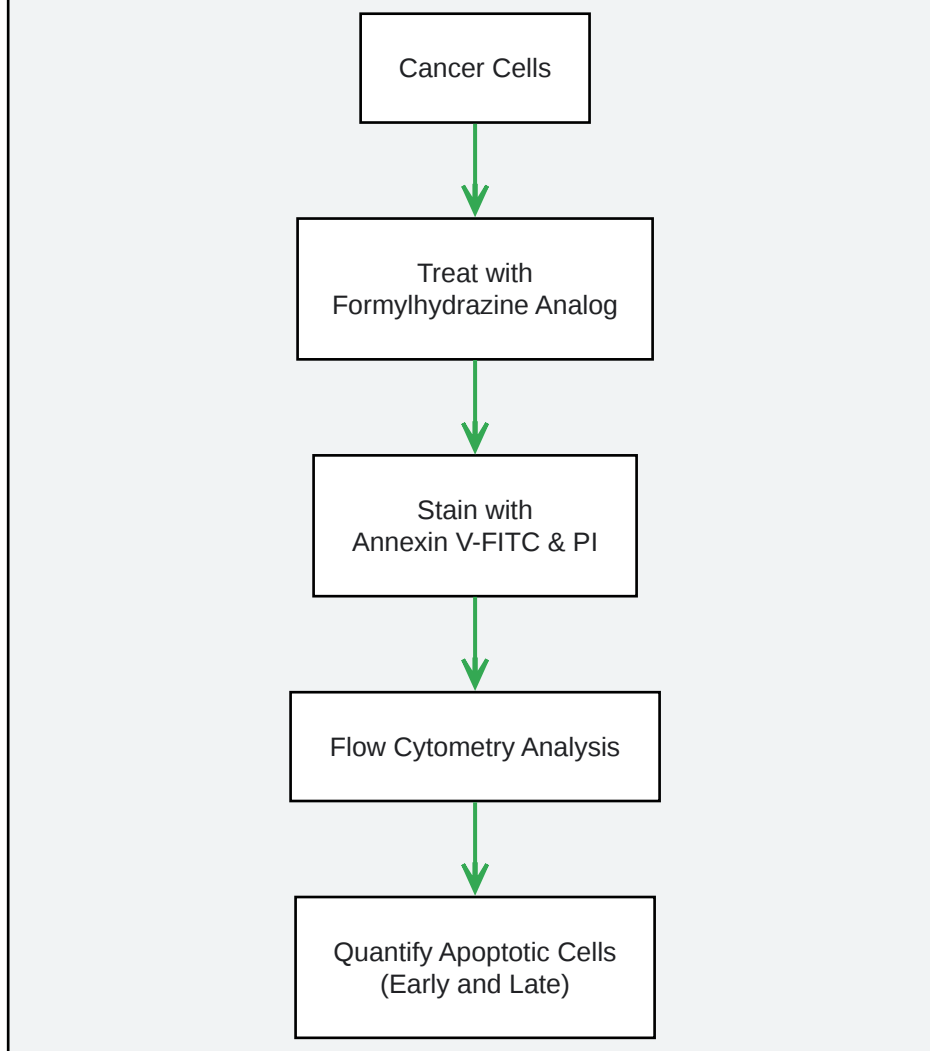 Cancer Cells
Treat with
Formylhydrazine Analog
Stain with
Annexin V-FITC & PI
Flow Cytometry Analysis
Quantify Apoptotic Cells
(Early and Late)